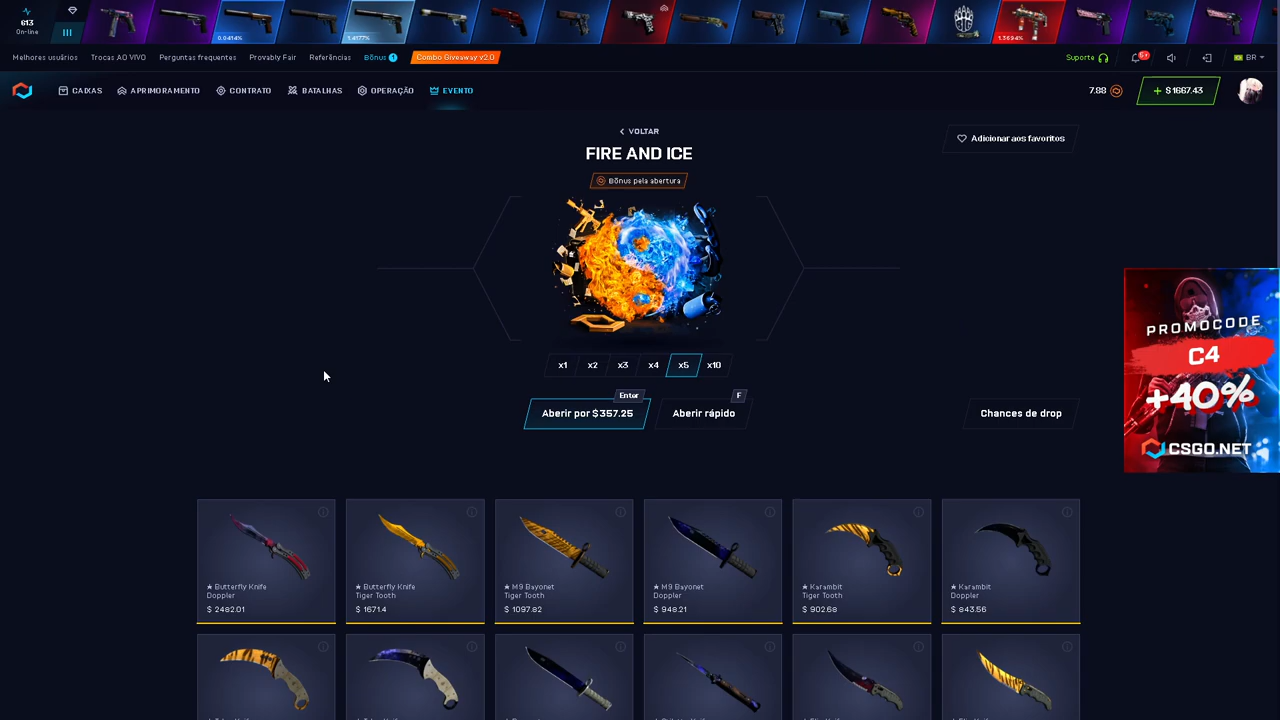 613
On-line
0.0414%
1.4177%
1.3694%
Melhores usuários
Trocas AO VIVO
Perguntas frequentes
Provably Fair
Referências
Bônus 1
Combo Giveaway v2.0
Suporte
5+
BR
CAIXAS
APRIMORAMENTO
CONTRATO
BATALHAS
OPERAÇÃO
EVENTO
7.88
+ $ 1667.43
VOLTAR
FIRE AND ICE
Bônus pela abertura
Adicionar aos favoritos
x1
x2
x3
x4
x5
x10
Enter
F
Aberir por $ 357.25
Aberir rápido
Chances de drop
PROMOCODE
C4
+40%
CSGO.NET
★ Butterfly Knife
Doppler
$ 2482.01
★ Butterfly Knife
Tiger Tooth
$ 1671.4
★ M9 Bayonet
Tiger Tooth
$ 1097.82
★ M9 Bayonet
Doppler
$ 948.21
★ Karambit
Tiger Tooth
$ 902.68
★ Karambit
Doppler
$ 843.56